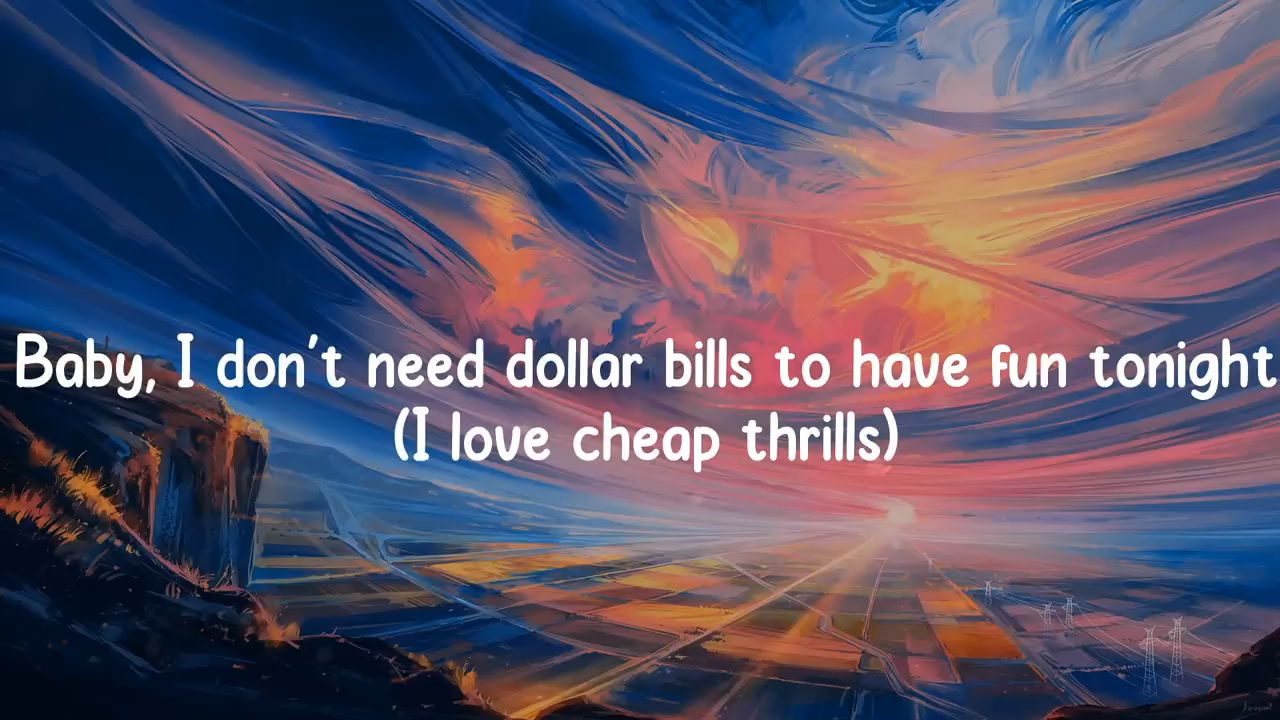 Baby, I don't need dollar bills to have fun tonight
(I love cheap thrills)